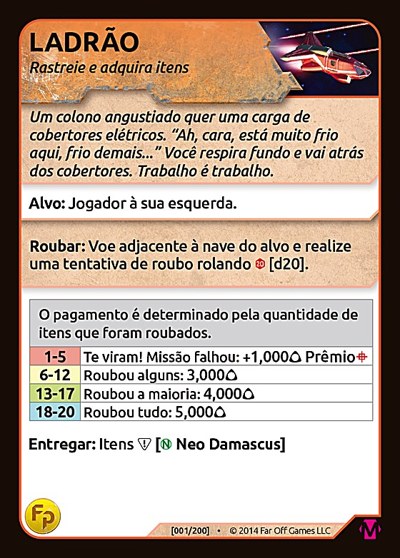 LADRÃO
Rastreie e adquira itens
Um colono angustiado quer uma carga de
cobertores elétricos. “Ah, cara, está muito frio
aqui, frio demais...” Você respira fundo e vai atrás
dos cobertores. Trabalho é trabalho.
Alvo: Jogador à sua esquerda.
Roubar: Voe adjacente à nave do alvo e realize
uma tentativa de roubo rolando 20 [d20].
O pagamento é determinado pela quantidade de
itens que foram roubados.
1-5 Te viram! Missão falhou: +1,000 Prêmio
6-12 Roubou alguns: 3,000
13-17 Roubou a maioria: 4,000
18-20 Roubou tudo: 5,000
Entregar: Itens [N Neo Damascus]
FP
[001/200] • © 2014 Far Off Games LLC
M